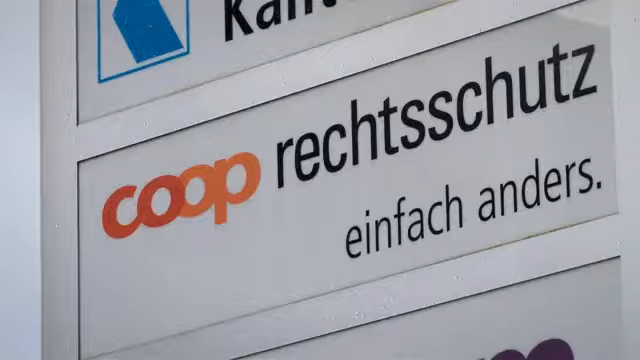 coop rechtsschutz
einfach anders.